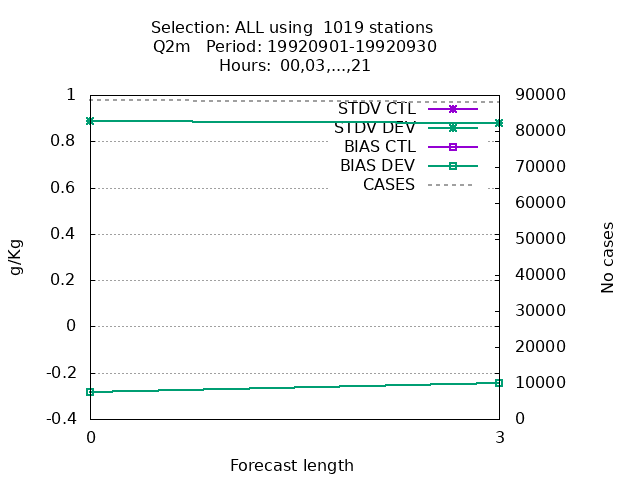 Selection: ALL using  1019 stations
Q2m   Period: 19920901-19920930
Hours:  00,03,...,21
1
0.8
0.6
0.4
0.2
0
-0.2
-0.4
g/Kg
STDV CTL
STDV DEV
BIAS CTL
BIAS DEV
CASES
90000
80000
70000
60000
50000
40000
30000
20000
10000
0
No cases
0
3
Forecast length